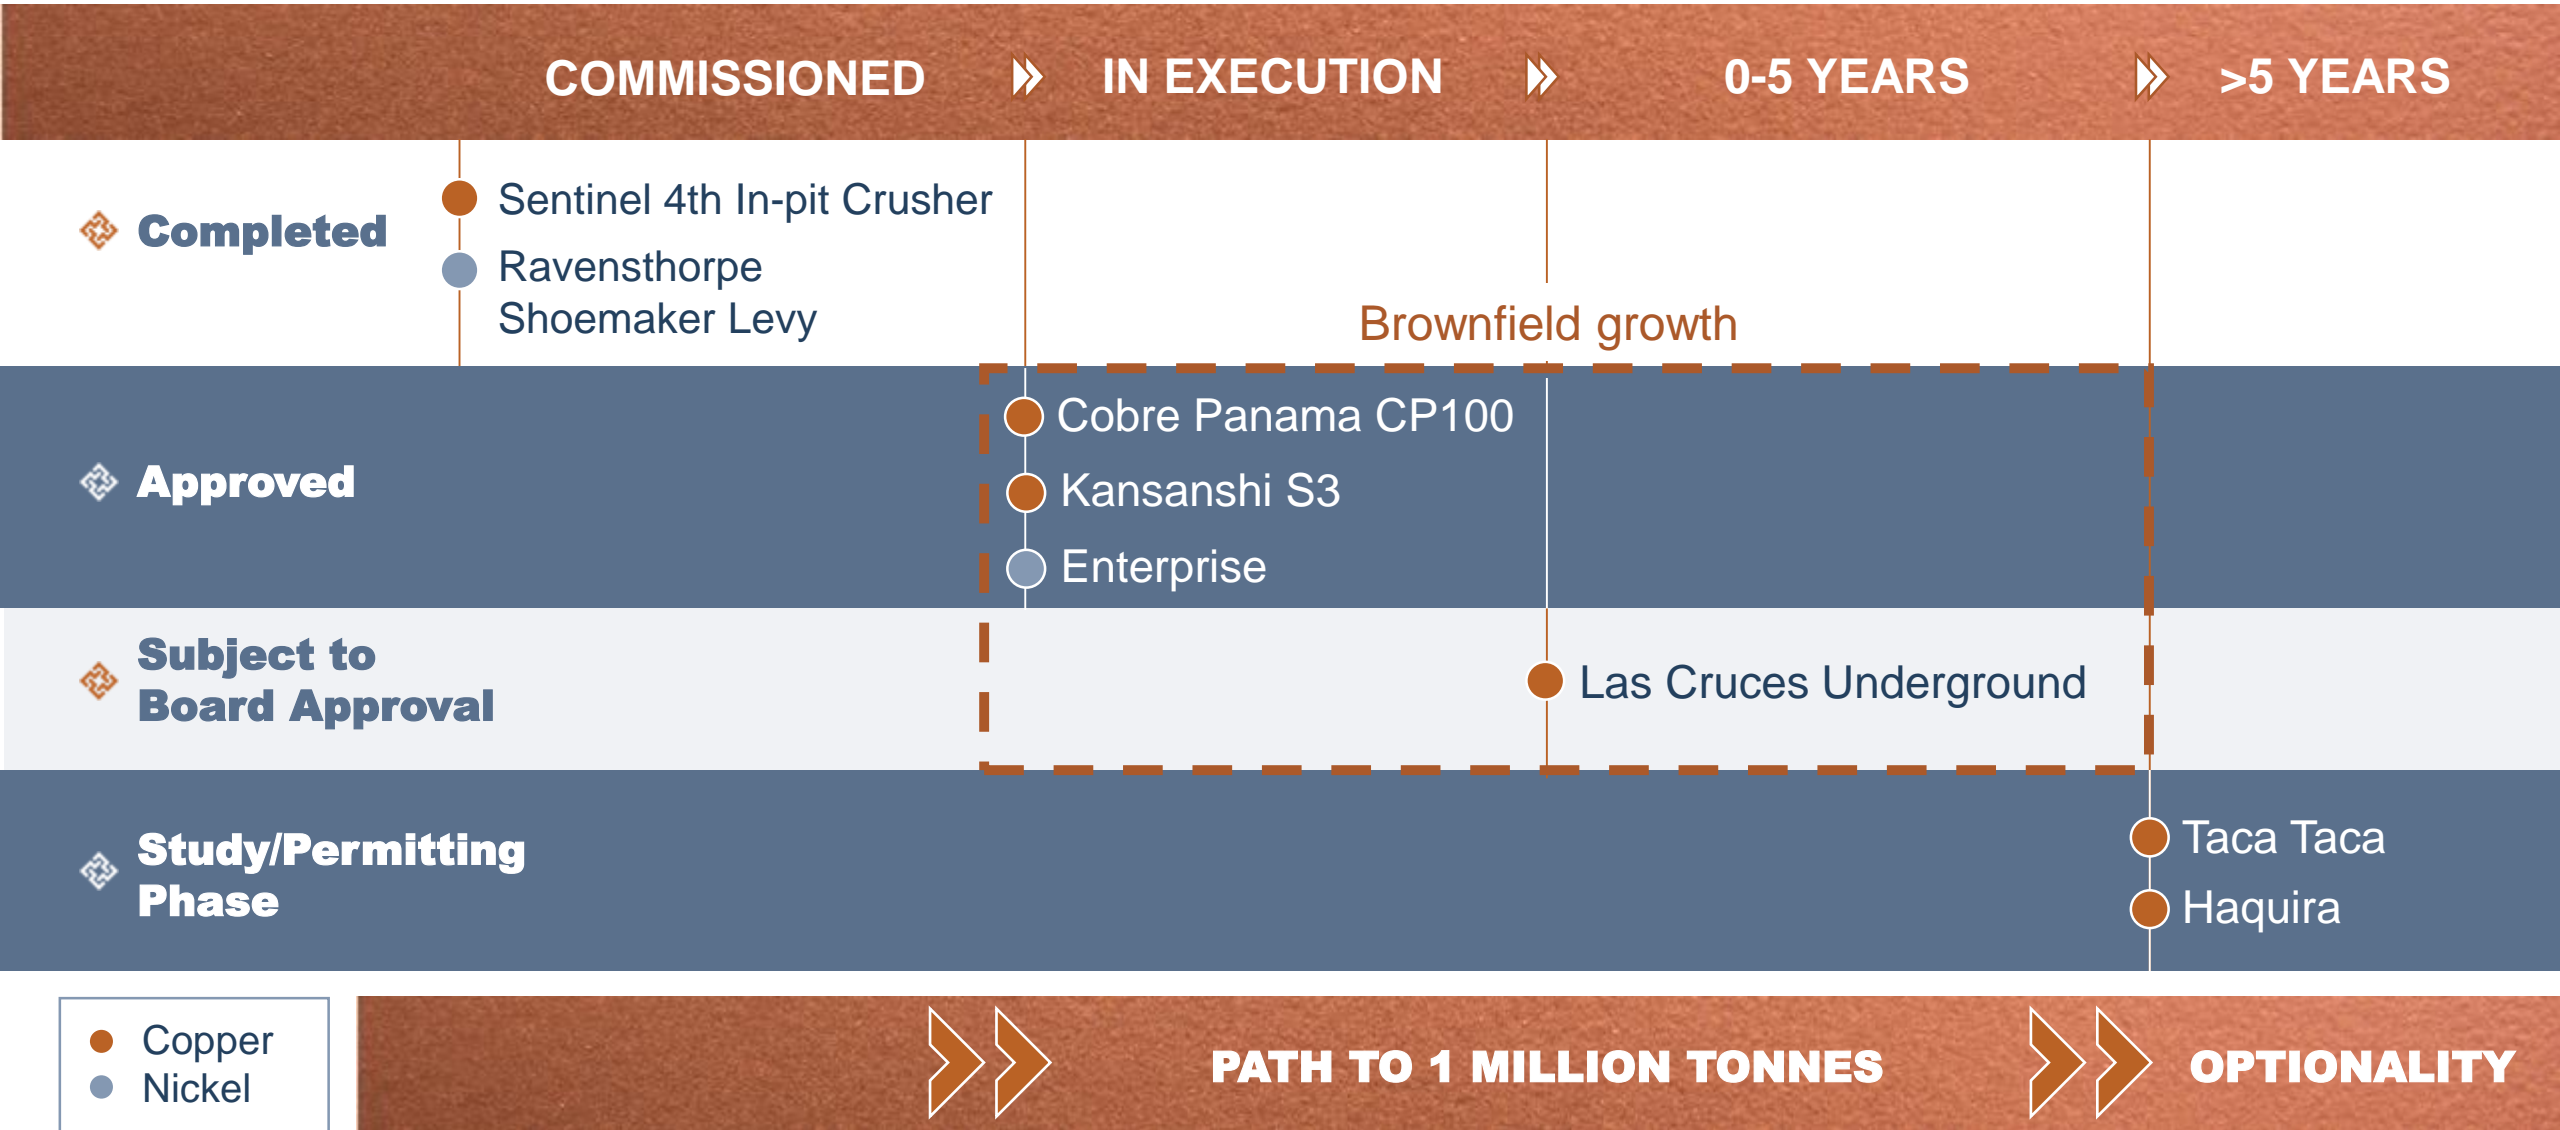 COMMISSIONED
IN EXECUTION
0-5 YEARS
>5 YEARS
Completed
Sentinel 4th In-pit Crusher
Ravensthorpe
Shoemaker Levy
Brownfield growth
Approved
Cobre Panama CP100
Kansanshi S3
Enterprise
Subject to
Board Approval
Las Cruces Underground
Study/Permitting
Phase
Taca Taca
Haquira
Copper
Nickel
PATH TO 1 MILLION TONNES
OPTIONALITY